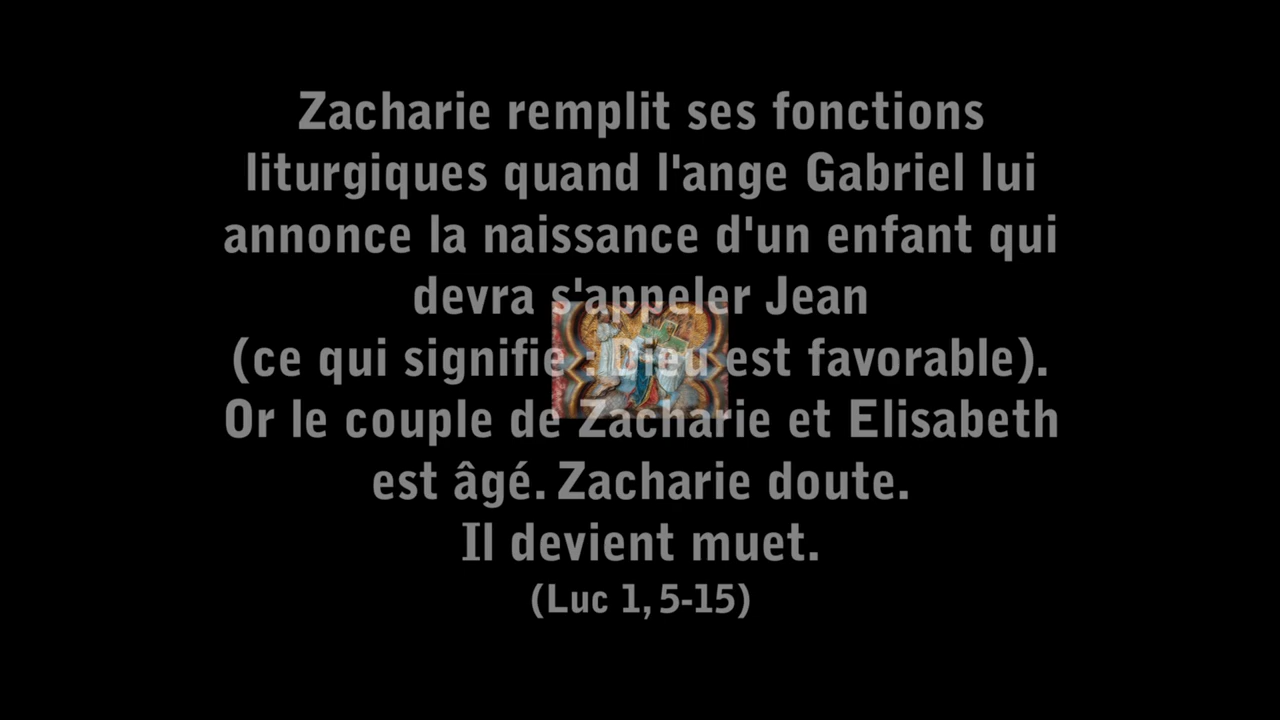 Zacharie remplit ses fonctions
liturgiques quand l'ange Gabriel lui
annonce la naissance d'un enfant qui
devra s'appeler Jean
(ce qui signifie : Dieu est favorable).
Or le couple de Zacharie et Elisabeth
est âgé. Zacharie doute.
Il devient muet.
(Luc 1, 5-15)